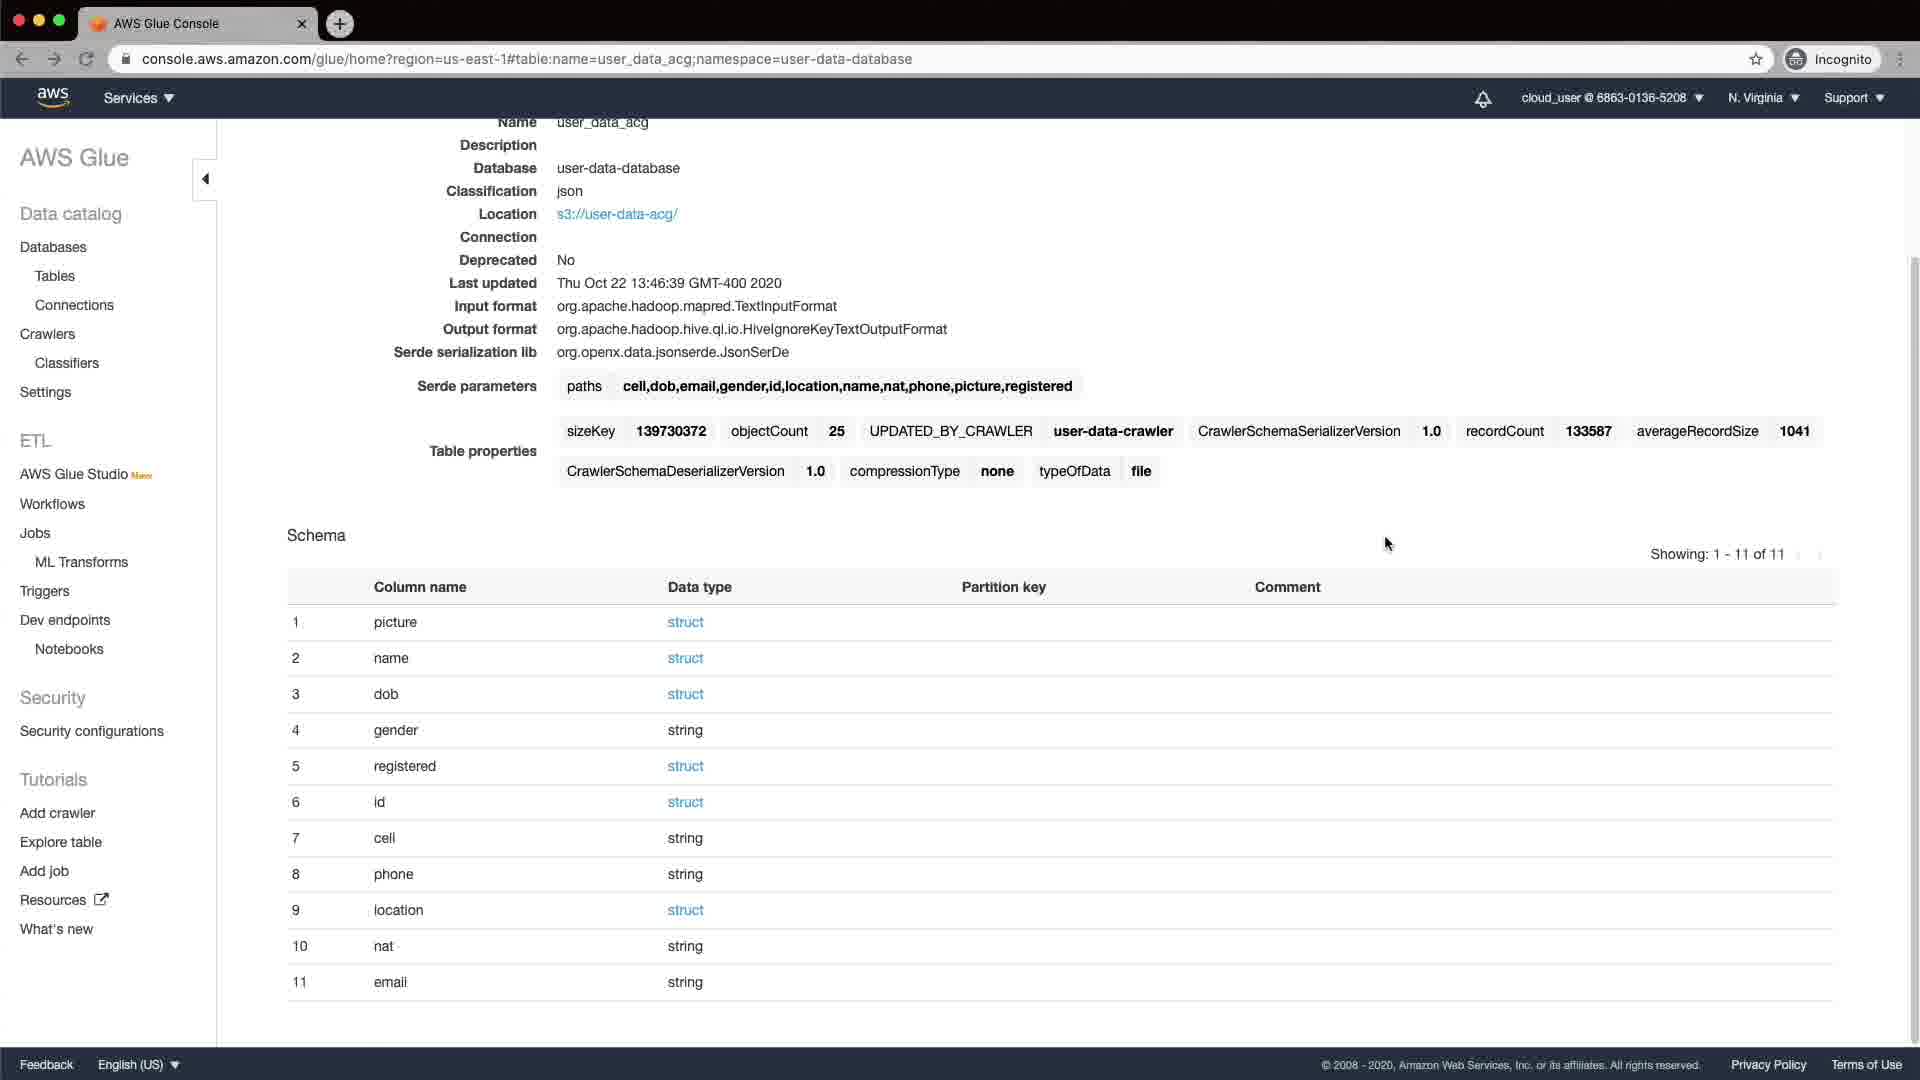 AWS Glue Console
console.aws.amazon.com/glue/home?region=us-east-1#table:name=user_data_acg;namespace=user-data-database
Incognito
aws
Services
cloud_user @ 6863-0136-5208
N. Virginia
Support
AWS Glue
Data catalog
Databases
Tables
Connections
Crawlers
Classifiers
Settings
ETL
AWS Glue Studio New
Workflows
Jobs
ML Transforms
Triggers
Dev endpoints
Notebooks
Security
Security configurations
Tutorials
Add crawler
Explore table
Add job
Resources
What's new
Name user_data_acg
Description
Database user-data-database
Classification json
Location s3://user-data-acg/
Connection
Deprecated No
Last updated Thu Oct 22 13:46:39 GMT-400 2020
Input format org.apache.hadoop.mapred.TextInputFormat
Output format org.apache.hadoop.hive.ql.io.HiveIgnoreKeyTextOutputFormat
Serde serialization lib org.openx.data.jsonserde.JsonSerDe
Serde parameters paths cell,dob,email,gender,id,location,name,nat,phone,picture,registered
Table properties
sizeKey 139730372 objectCount 25 UPDATED_BY_CRAWLER user-data-crawler CrawlerSchemaSerializerVersion 1.0 recordCount 133587 averageRecordSize 1041
CrawlerSchemaDeserializerVersion 1.0 compressionType none typeOfData file
Schema
Showing: 1 - 11 of 11
Column name Data type Partition key Comment
1 picture struct
2 name struct
3 dob struct
4 gender string
5 registered struct
6 id struct
7 cell string
8 phone string
9 location struct
10 nat string
11 email string
Feedback
English (US)
© 2008 - 2020, Amazon Web Services, Inc. or its affiliates. All rights reserved.
Privacy Policy
Terms of Use